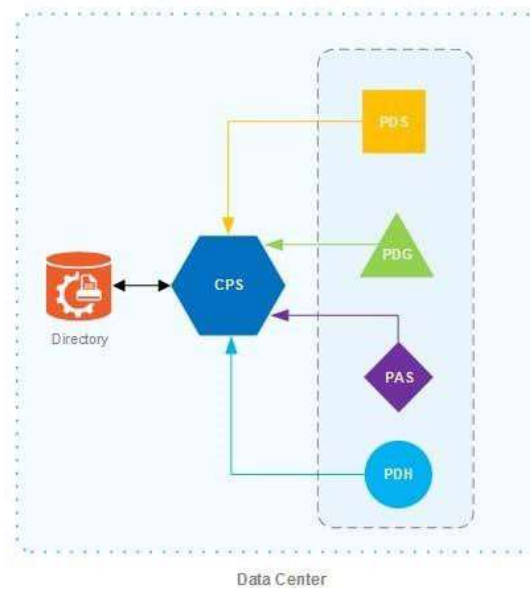 PDS
PDG
CPS
Directory
PAS
PDH
Data Center